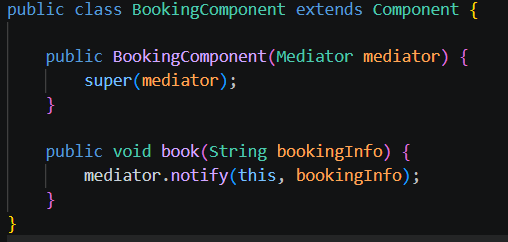 public class BookingComponent extends Component {
public BookingComponent(Mediator mediator) {
super(mediator);
}
public void book(String bookingInfo) {
mediator.notify(this, bookingInfo);
}
}